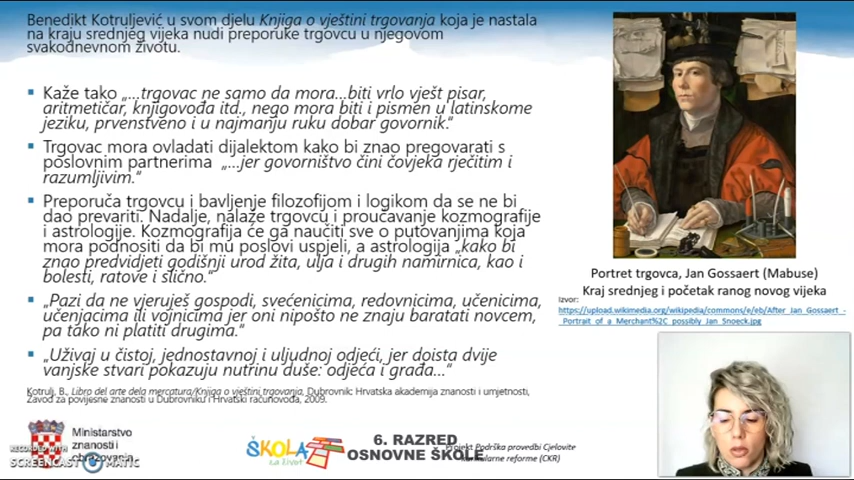 Benedikt Kotruljević u svom djelu Knjiga o vještini trgovanja koja je nastala
na kraju srednjeg vijeka nudi preporuke trgovcu u njegovom
svakodnevnom životu.
Kaže tako „...trgovac ne samo da mora...biti vrlo vješt pisar,
aritmetičar, knjigovođa itd., nego mora biti i pismen u latinskome
jeziku, prvenstveno i u najmanju ruku dobar govornik."
Trgovac mora ovladati dijalektom kako bi znao pregovarati s
poslovnim partnerima „...jer govorništvo čini čovjeka rječitim i
razumljivim."
Preporuča trgovcu i bavljenje filozofijom i logikom da se ne bi
dao prevariti. Nadalje, nalaže trgovcu i proučavanje kozmografije
i astrologije. Kozmografija će ga naučiti sve o putovanjima koja
mora podnositi da bi mu poslovi uspjeli, a astrologija „kako bi
znao predvidjeti godišnji urod žita, ulja i drugih namirnica, kao i
bolesti, ratove i slično."
„Pazi da ne vjeruješ gospodi, svećenicima, redovnicima, učenicima,
učenjacima ili vojnicima jer oni nipošto ne znaju baratati novcem,
pa tako ni platiti drugima."
„Uživaj u čistoj, jednostavnoj i uljudnoj odjeći, jer doista dvije
vanjske stvari pokazuju nutrinu duše: odjeća i građa..."
Kotrulj, B., Libro del arte dela mercatura/Knjiga o vještini trgovanja, Dubrovnik: Hrvatska akademija znanosti i umjetnosti,
Zavod za povijesne znanosti u Dubrovniku i Hrvatski računovođa, 2009.
Portret trgovca, Jan Gossaert (Mabuse)
Kraj srednjeg i početak ranog novog vijeka
Izvor:
https://upload.wikimedia.org/wikipedia/commons/e/eb/After_Jan_Gossaert_-
_Portrait_of_a_Merchant%2C_possibly_Jan_Snoeck.jpg
Ministarstvo
znanosti i
obrazovanja
RECORDED WITH
SCREENCAST MATIC
ŠKOLA
za život
6. RAZRED
OSNOVNE ŠKOLE
Projekt Podrška provedbi Cjelovite
kurikularne reforme (CKR)